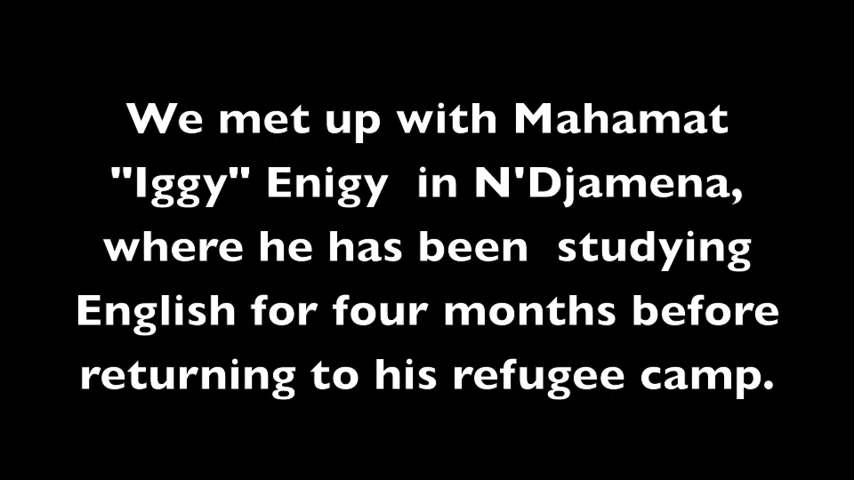 We met up with Mahamat
"Iggy" Enigy  in N'Djamena,
where he has been  studying
English for four months before
returning to his refugee camp.